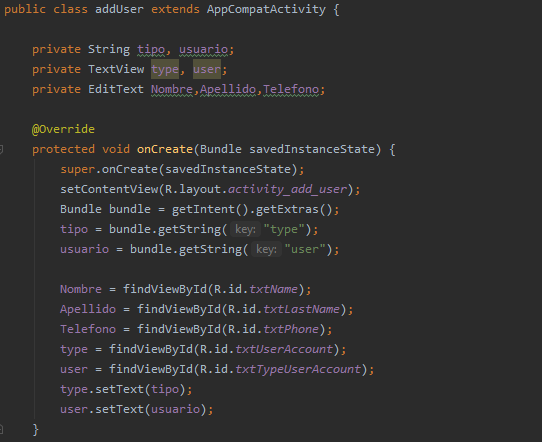 public class addUser extends AppCompatActivity {
private String tipo, usuario;
private TextView type, user;
private EditText Nombre,Apellido,Telefono;
@Override
protected void onCreate(Bundle savedInstanceState) {
super.onCreate(savedInstanceState);
setContentView(R.layout.activity_add_user);
Bundle bundle = getIntent().getExtras();
tipo = bundle.getString( key: "type");
usuario = bundle.getString( key: "user");
Nombre = findViewById(R.id.txtName);
Apellido = findViewById(R.id.txtLastName);
Telefono = findViewById(R.id.txtPhone);
type = findViewById(R.id.txtUserAccount);
user = findViewById(R.id.txtTypeUserAccount);
type.setText(tipo);
user.setText(usuario);
}